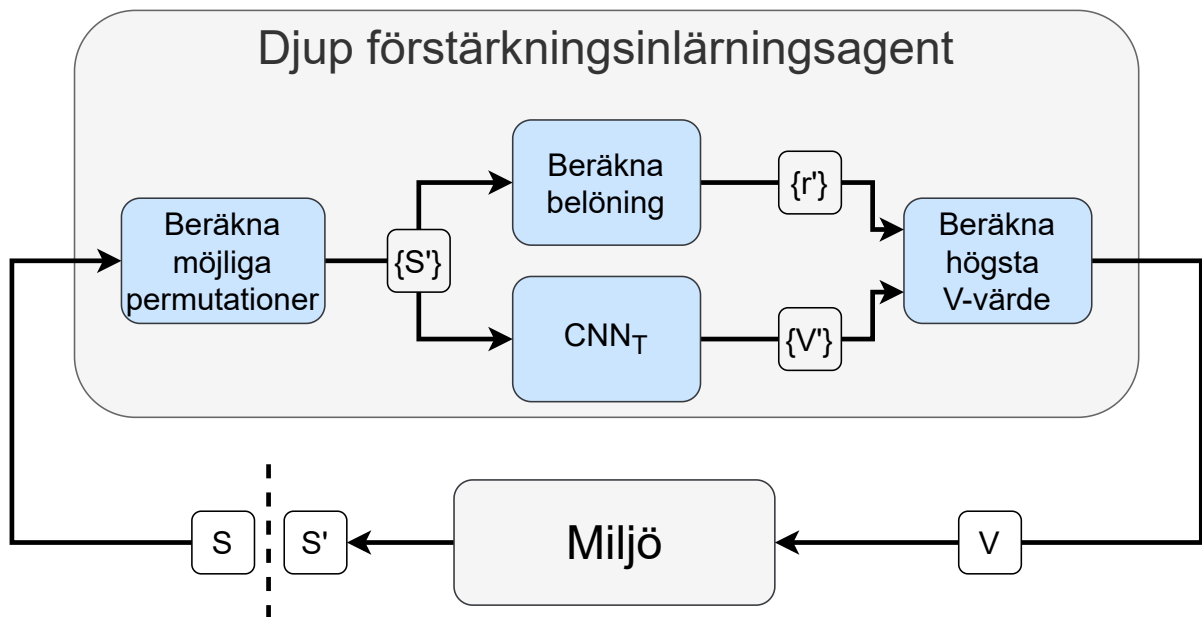 Djup förstärkningsinlärningsagent
Beräkna
möjliga
permutationer
{S'}
Beräkna
belöning
{r'}
CNN_T
{V'}
Beräkna
högsta
V-värde
S
S'
Miljö
V